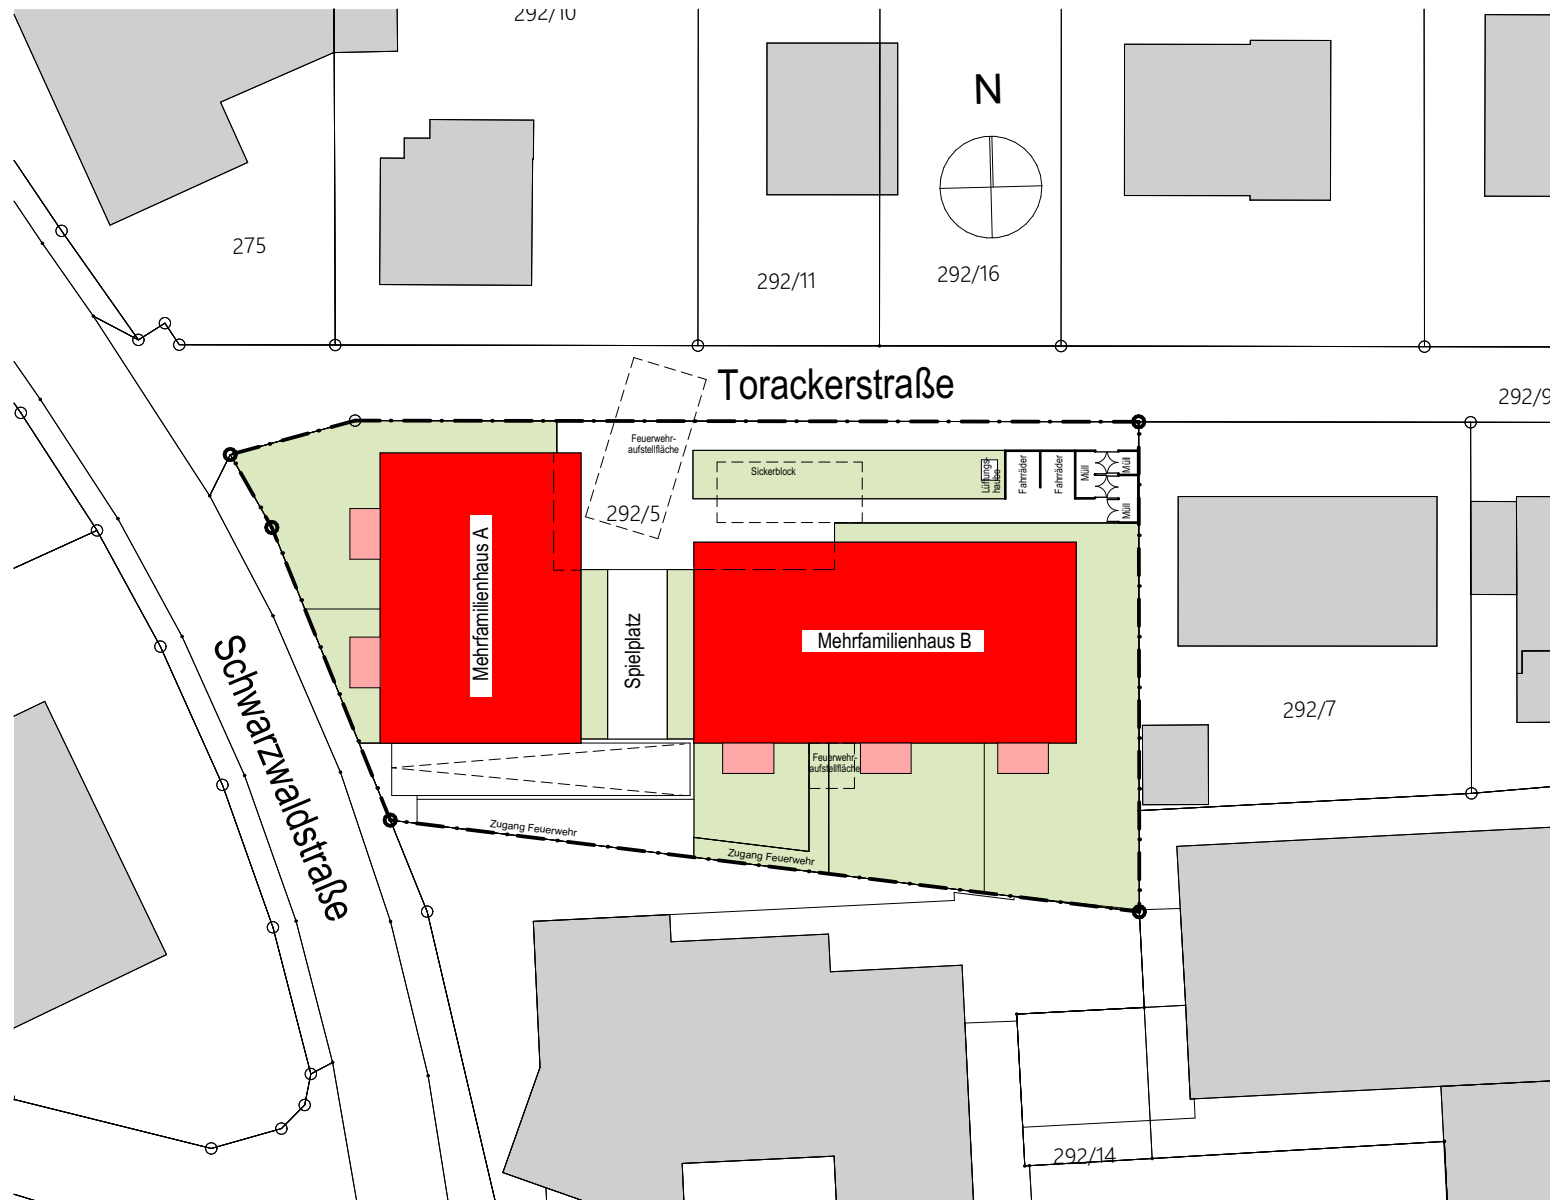 292/10
N
275
292/11
292/16
Torackerstraße
292/9
Feuerwehr-
aufstellfläche
Sickerblock
Lüftungs-
haube
Fahrräder
Fahrräder
Müll
Müll
Müll
292/5
Mehrfamilienhaus A
Spielplatz
Mehrfamilienhaus B
Schwarzwaldstraße
292/7
Feuerwehr-
aufstellfläche
Zugang Feuerwehr
Zugang Feuerwehr
292/14